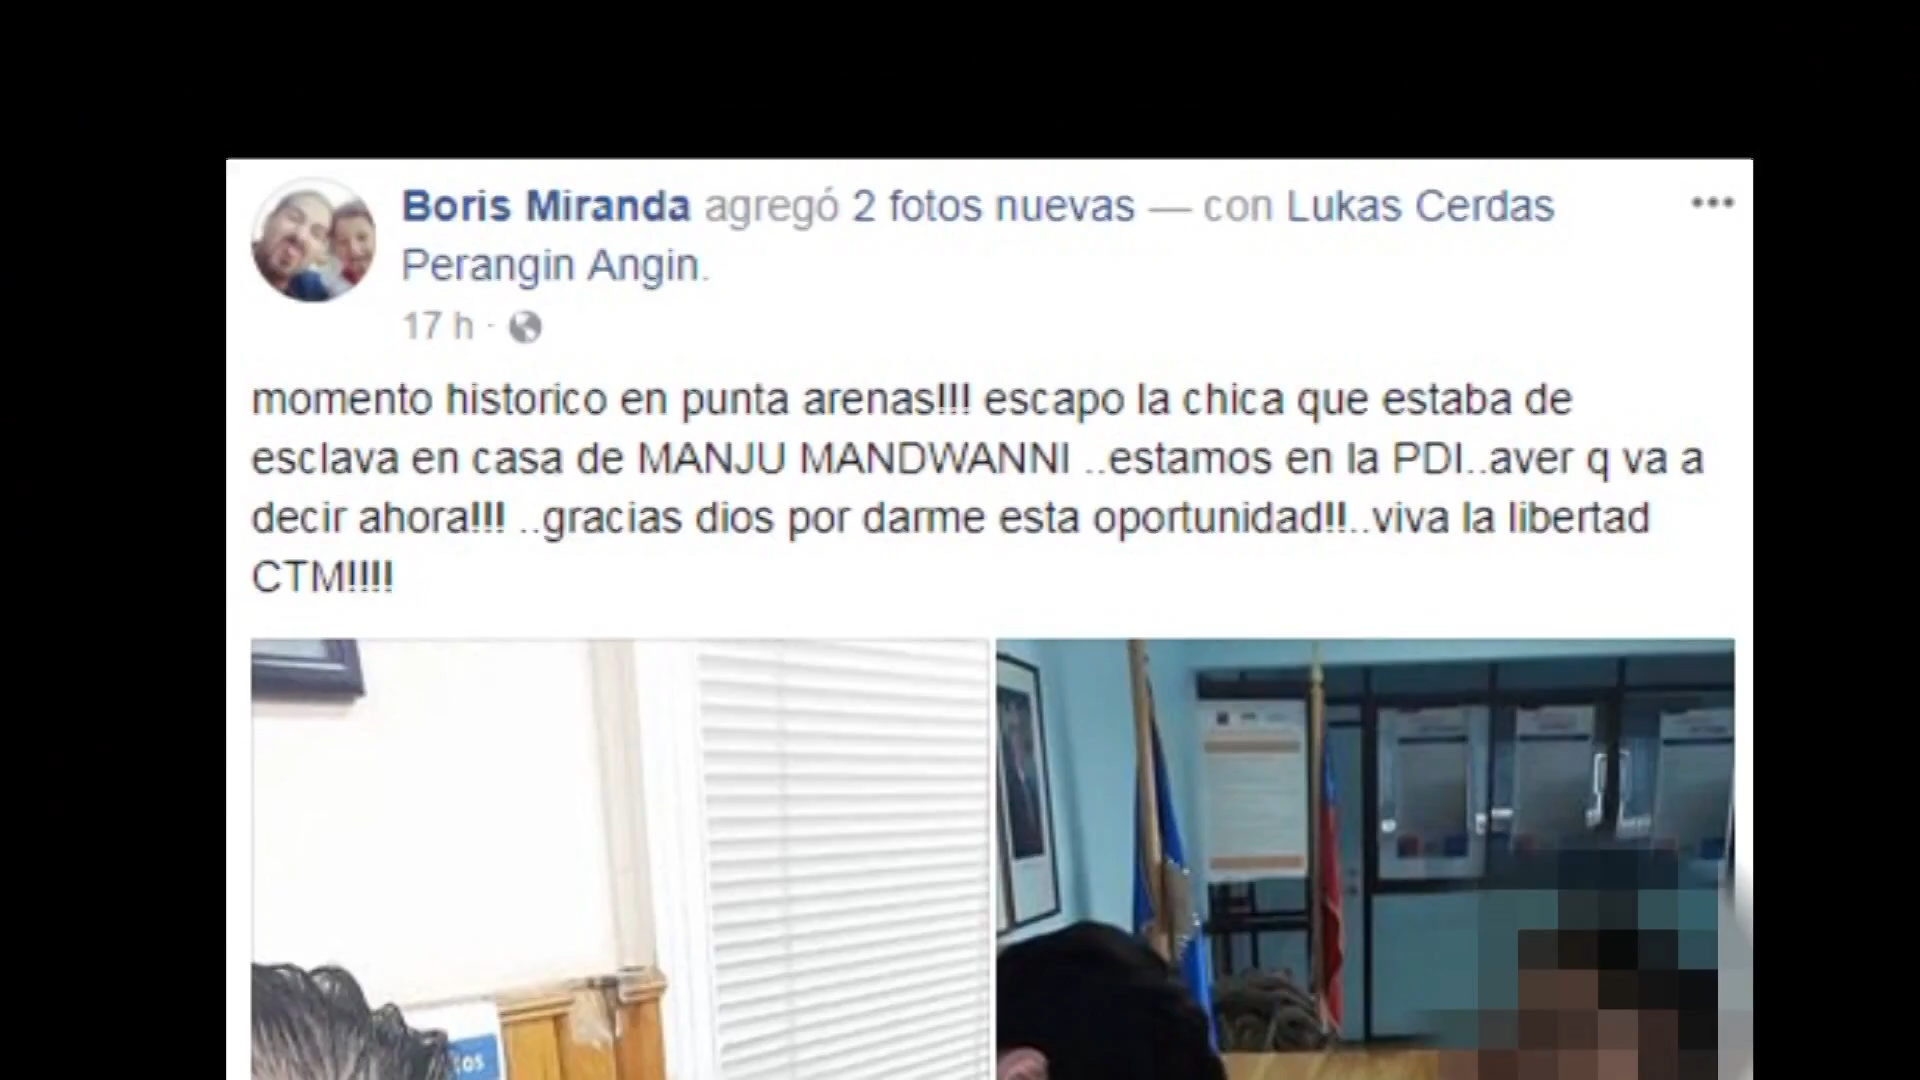 Boris Miranda agregó 2 fotos nuevas — con Lukas Cerdas
Perangin Angin.
17 h ·
momento historico en punta arenas!!! escapo la chica que estaba de
esclava en casa de MANJU MANDWANNI ..estamos en la PDI..aver q va a
decir ahora!!! ..gracias dios por darme esta oportunidad!!..viva la libertad
CTM!!!!